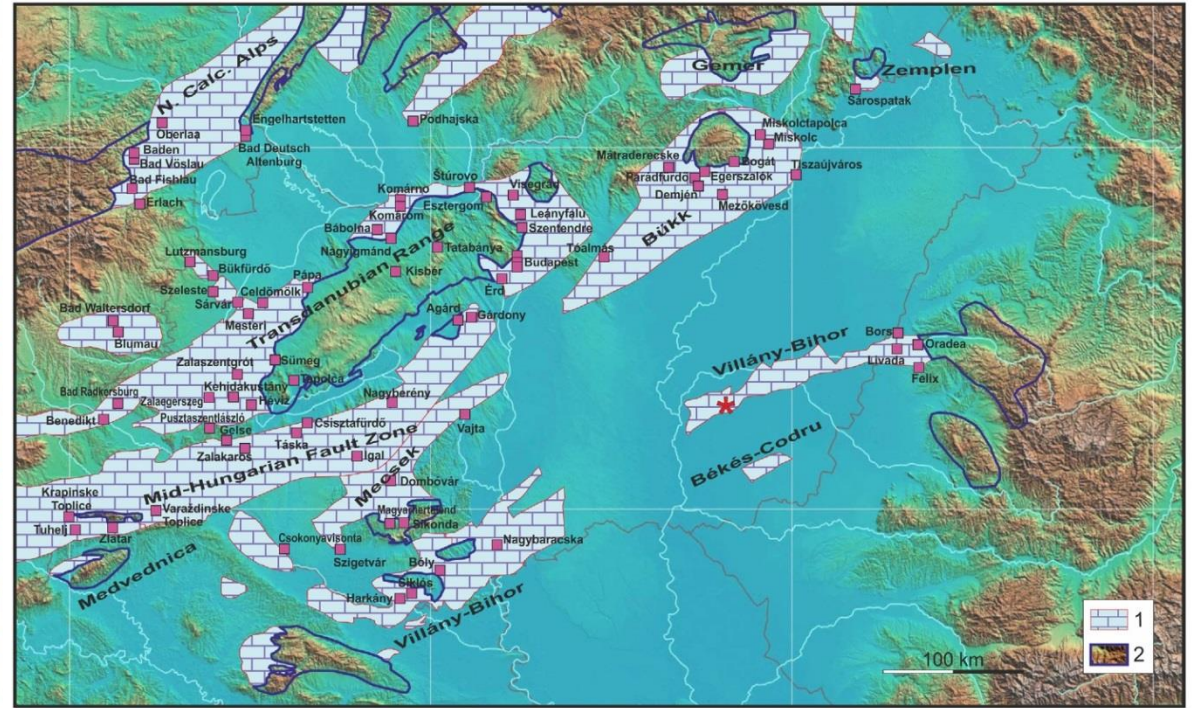 N. Calc. Alps
Gemer
Zemplen
Sárospatak
Oberlaa
Engelhartstetten
Podhajská
Miskolctapolca
Miskolc
Baden
Bad Vöslau
Bad Deutsch
Altenburg
Mátraderecske
Bogát
Tiszaújváros
Bad Fishlau
Parádfürdő
Egerszalók
Štúrovo
Visegrád
Demjén
Mezőkövesd
Erlach
Komárno
Esztergom
Komárom
Leányfalu
Bábolna
Szentendre
Bükk
Nagyigmánd
Tatabánya
Tóalmás
Lutzmansburg
Budapest
Bükfürdő
Kisbér
Pápa
Szeleste
Celdömölk
Érd
Sárvár
Transdanubian Range
Bad Waltersdorf
Mesteri
Agárd
Gárdony
Blumau
Bors
Oradea
Villány-Bihor
Livada
Zalaszentgrót
Sümeg
Felix
Tapolca
Bad Radkersburg
Kehidakustány
Nagyberény
Zalaegerszeg
Hévíz
Benedikt
Pusztaszentlászló
Csisztafürdő
Gelse
Vajta
Táska
Zalakaros
Igal
Békés-Codru
Mid-Hungarian Fault Zone
Mecsek
Dombóvár
Krapinske
Toplice
Varaždinske
Toplice
Sikonda
Tuhelj
Zlatar
Csokonyavisonta
Nagybaracska
Szigetvár
Medvednica
Bóly
Siklós
Harkány
Villány-Bihor
1
2
100 km